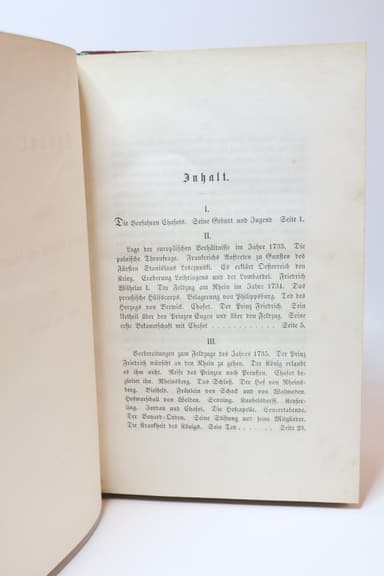 Inhalt.
I.
Die Vorfahren Chasots. Seine Geburt und Jugend Seite 1.
II.
Lage der europäischen Verhältnisse im Jahre 1733. Die
polnische Thronfrage. Frankreichs Auftreten zu Gunsten des
Fürsten Stanislaus Lesczynski. Es erklärt Oesterreich den
Krieg. Eroberung Lothringens und der Lombardei. Friedrich
Wilhelm I. Der Feldzug am Rhein im Jahre 1734. Das
preußische Hülfscorps. Belagerung von Philippsburg. Tod des
Herzogs von Berwick. Chasot. Der Prinz Friedrich. Sein
Urtheil über den Prinzen Eugen und über den Feldzug. Seine
erste Bekanntschaft mit Chasot . . . . . . . . . . . . Seite 5.
III.
Vorbereitungen zum Feldzuge des Jahres 1735. Der Prinz
Friedrich wünscht an den Rhein zu gehen. Der König erlaubt
es ihm nicht. Reise des Prinzen nach Preußen. Chasot be-
gleitet ihn. Rheinsberg. Das Schloß. Der Hof von Rheins-
berg. Bielfeld. Fräulein von Schack und von Walmoden.
Hofmarschall von Wolden. Senning. Knobelsdorff. Keyser-
ling. Jordan und Chasot. Die Hofcapelle. Concertabende.
Der Bayard-Orden. Seine Stiftung und seine Mitglieder.
Die Krankheit des Königs. Sein Tod . . . . . . . Seite 23.